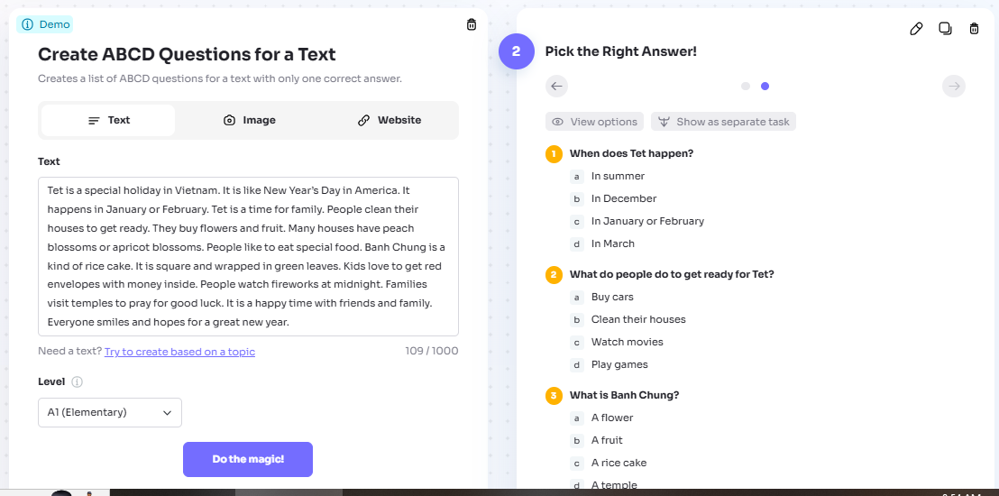 Demo
Create ABCD Questions for a Text
Creates a list of ABCD questions for a text with only one correct answer.
Text
Image
Website
Text
Tet is a special holiday in Vietnam. It is like New Year's Day in America. It
happens in January or February. Tet is a time for family. People clean their
houses to get ready. They buy flowers and fruit. Many houses have peach
blossoms or apricot blossoms. People like to eat special food. Banh Chung is a
kind of rice cake. It is square and wrapped in green leaves. Kids love to get red
envelopes with money inside. People watch fireworks at midnight. Families
visit temples to pray for good luck. It is a happy time with friends and family.
Everyone smiles and hopes for a great new year.
Need a text? Try to create based on a topic
109 / 1000
Level
A1 (Elementary)
Do the magic!
2
Pick the Right Answer!
View options
Show as separate task
1 When does Tet happen?
a In summer
b In December
c In January or February
d In March
2 What do people do to get ready for Tet?
a Buy cars
b Clean their houses
c Watch movies
d Play games
3 What is Banh Chung?
a A flower
b A fruit
c A rice cake
d A temple